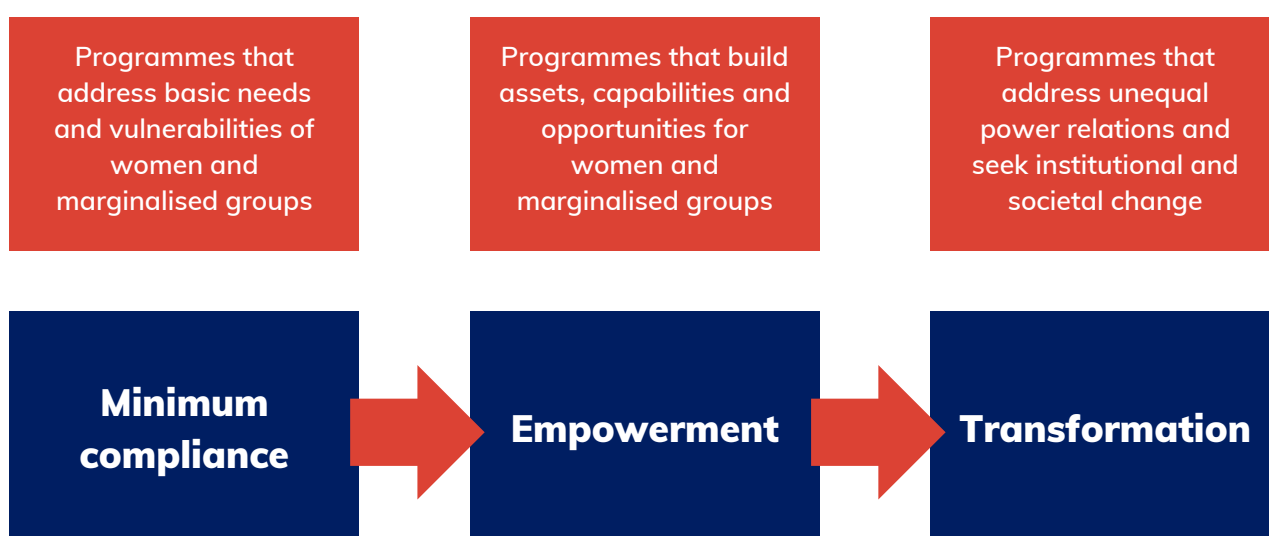 Programmes that
address basic needs
and vulnerabilities of
women and
marginalised groups
Programmes that build
assets, capabilities and
opportunities for
women and
marginalised groups
Programmes that
address unequal
power relations and
seek institutional and
societal change
Minimum
compliance
Empowerment
Transformation